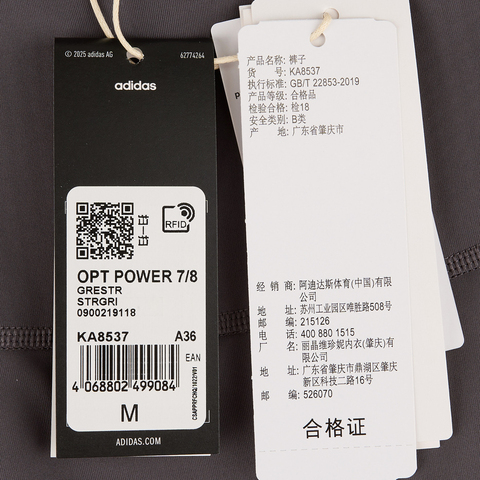 © 2025 adidas AG 62774264
adidas
扫一扫
RFID
OPT POWER 7/8
GRESTR
STRGRI
0900219118
KA8537 A36
EAN
4 068802 499084
M
ADIDAS.COM
产品名称: 裤子
货 号: KA8537
执行标准: GB/T 22853-2019
产品等级: 合格品
检验合格: 检18
安全类别: B类
产 地: 广东省肇庆市
经 销 商: 阿迪达斯体育(中国)有限
公司
地 址: 苏州工业园区唯胜路508号
邮 编: 215126
电 话: 400 880 1515
厂 名: 丽晶维珍妮内衣(肇庆)有
限公司
地 址: 广东省肇庆市鼎湖区肇庆
新区科技二路16号
邮 编: 526070
合格证